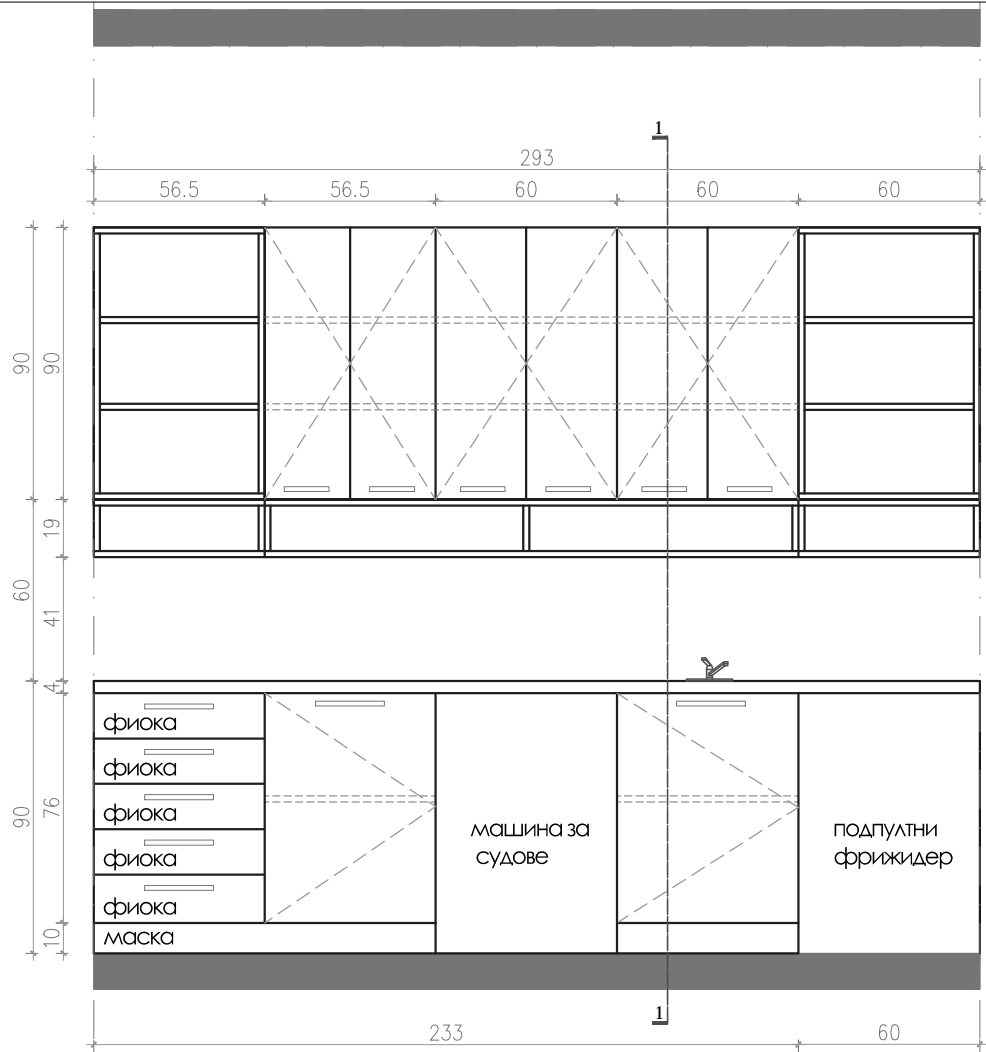 1
293
56.5 56.5 60 60 60
90 90
19
60
41
4
90
76
10
фиока
фиока
фиока
фиока
фиока
маска
машина за
судове
подпултни
фрижидер
1
233 60